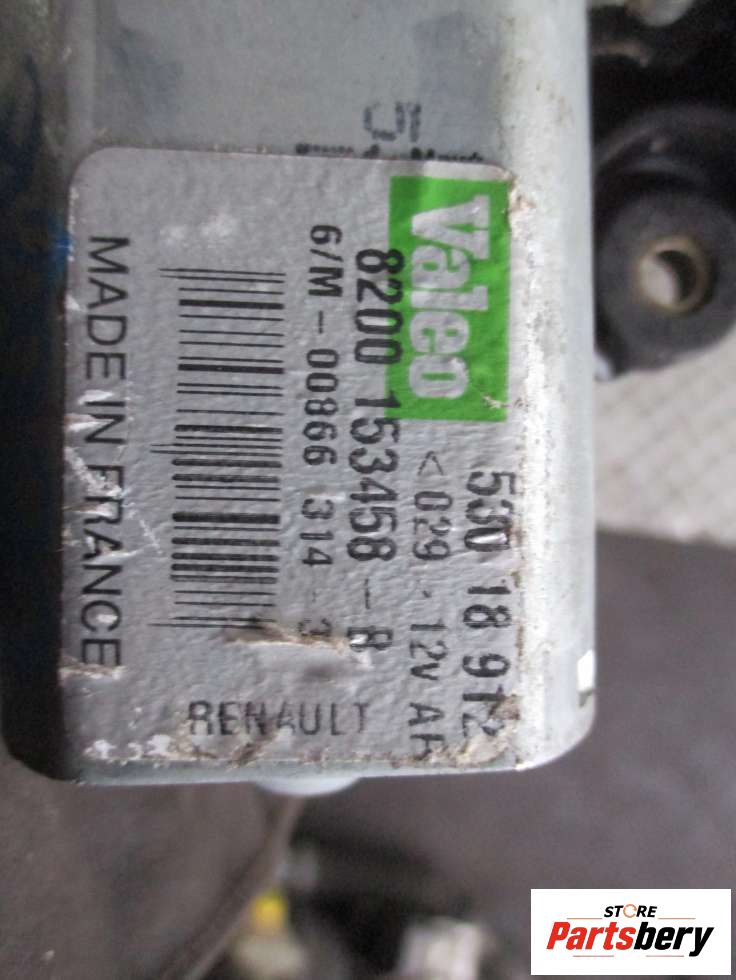 Valeo
530 18 912
<029 - 12V AR
8200 153458-B
6/M-00866 314-3
RENAULT
MADE IN FRANCE
STORE
Partsbery